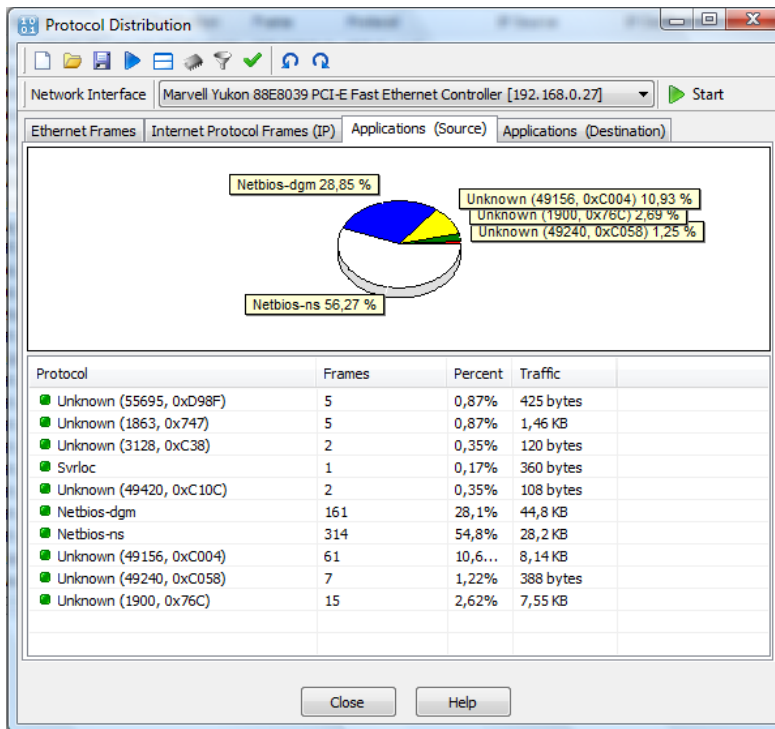 Protocol Distribution
Network Interface Marvell Yukon 88E8039 PCI-E Fast Ethernet Controller [192.168.0.27] Start
Ethernet Frames Internet Protocol Frames (IP) Applications (Source) Applications (Destination)
Netbios-dgm 28,85 %
Unknown (49156, 0xC004) 10,93 %
Unknown (1900, 0x76C) 2,69 %
Unknown (49240, 0xC058) 1,25 %
Netbios-ns 56,27 %
Protocol Frames Percent Traffic
Unknown (55695, 0xD98F) 5 0,87% 425 bytes
Unknown (1863, 0x747) 5 0,87% 1,46 KB
Unknown (3128, 0xC38) 2 0,35% 120 bytes
Svrloc 1 0,17% 360 bytes
Unknown (49420, 0xC10C) 2 0,35% 108 bytes
Netbios-dgm 161 28,1% 44,8 KB
Netbios-ns 314 54,8% 28,2 KB
Unknown (49156, 0xC004) 61 10,6... 8,14 KB
Unknown (49240, 0xC058) 7 1,22% 388 bytes
Unknown (1900, 0x76C) 15 2,62% 7,55 KB
Close Help